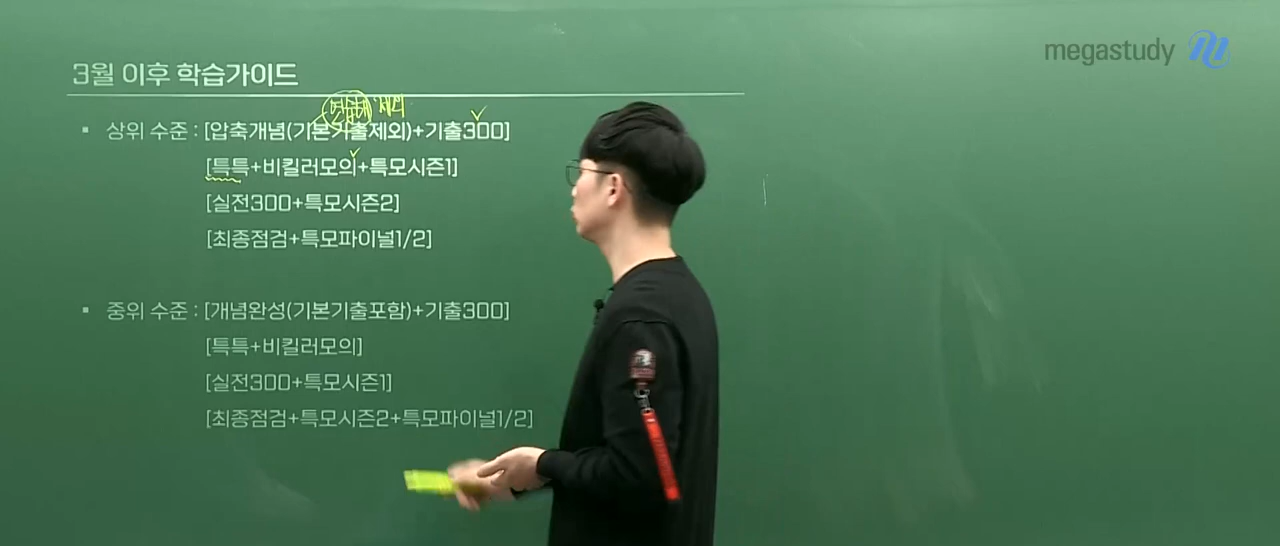 megastudy
3월 이후 학습가이드
제외
▪ 상위 수준 : [압축개념(기본기출제외)+기출300]
[특특+비킬러모의+특모시즌1]
[실전300+특모시즌2]
[최종점검+특모파이널1/2]
▪ 중위 수준 : [개념완성(기본기출포함)+기출300]
[특특+비킬러모의]
[실전300+특모시즌1]
[최종점검+특모시즌2+특모파이널1/2]